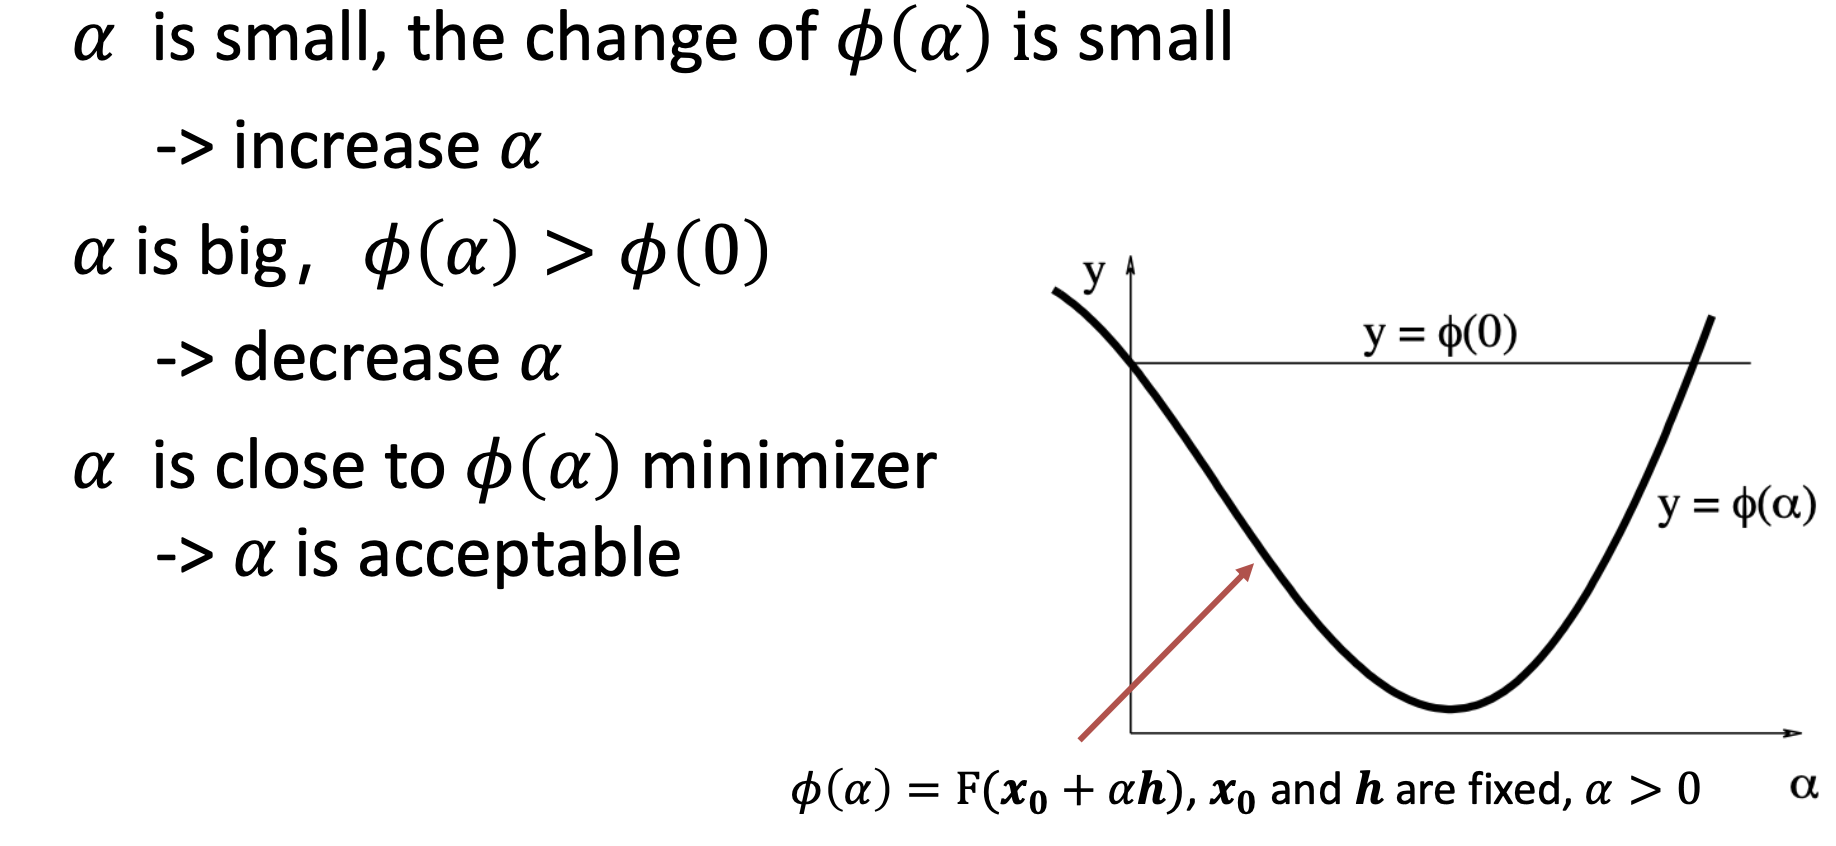 α is small, the change of ϕ(α) is small
-> increase α
α is big, ϕ(α) > ϕ(0)
-> decrease α
α is close to ϕ(α) minimizer
-> α is acceptable
y
y = ϕ(0)
y = ϕ(α)
ϕ(α) = F(x₀ + αh), x₀ and h are fixed, α > 0
α